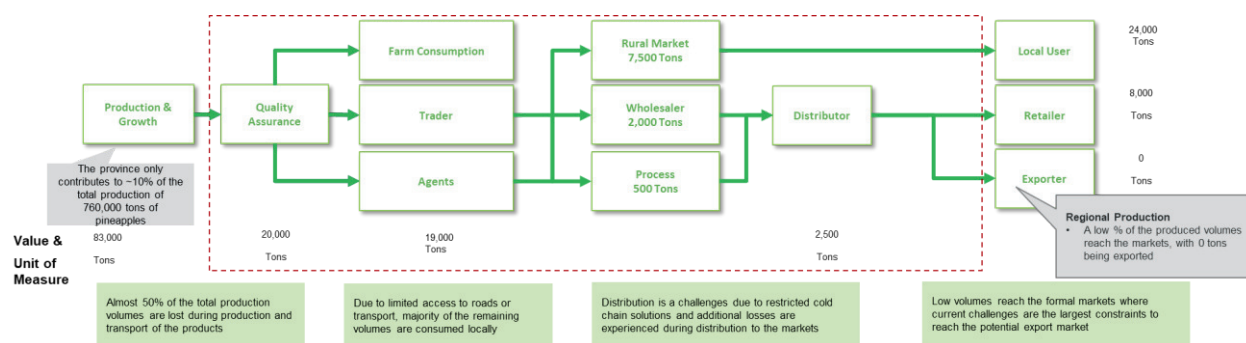 Farm Consumption
Rural Market
7,500 Tons
Local User
24,000
Tons
Production &
Growth
Quality
Assurance
Trader
Wholesaler
2,000 Tons
Distributor
Retailer
8,000
Tons
The province only
contributes to ~10% of the
total production of
760,000 tons of
pineapples
Agents
Process
500 Tons
Exporter
0
Tons
Regional Production
• A low % of the produced volumes
reach the markets, with 0 tons
being exported
Value &
Unit of
Measure
83,000
Tons
20,000
Tons
19,000
Tons
2,500
Tons
Almost 50% of the total production
volumes are lost during production and
transport of the products
Due to limited access to roads or
transport, majority of the remaining
volumes are consumed locally
Distribution is a challenges due to restricted cold
chain solutions and additional losses are
experienced during distribution to the markets
Low volumes reach the formal markets where
current challenges are the largest constraints to
reach the potential export market